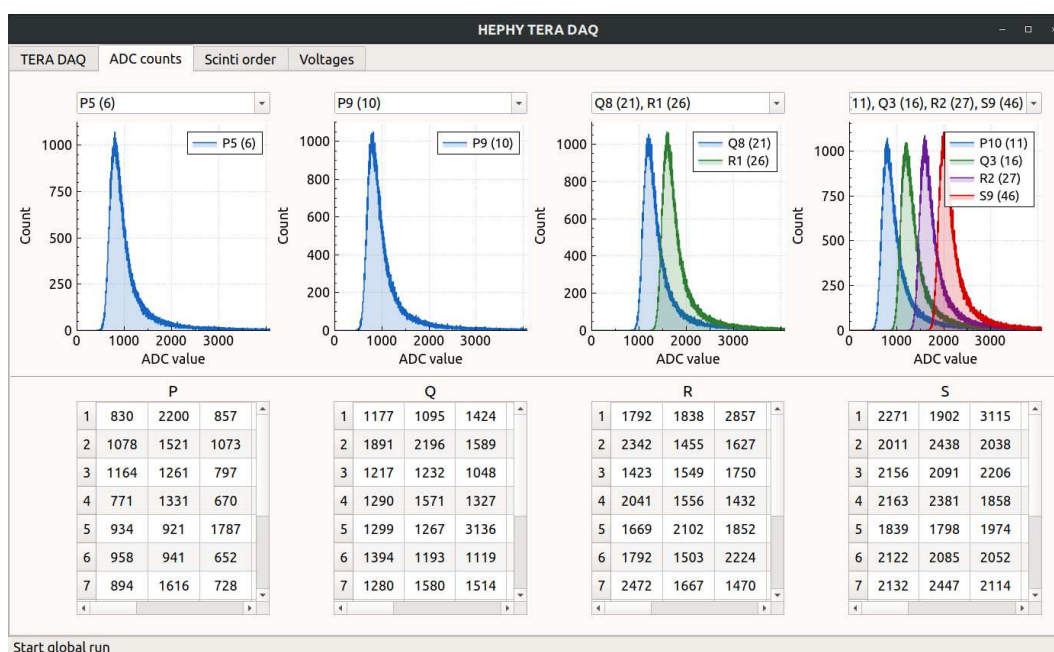 HEPHY TERA DAQ
TERA DAQ ADC counts Scinti order Voltages
P5 (6) P9 (10) Q8 (21), R1 (26) 11), Q3 (16), R2 (27), S9 (46)
P5 (6)
Count
1000
750
500
250
0
0 1000 2000 3000
ADC value
P9 (10)
Count
1000
800
600
400
200
0
0 1000 2000 3000
ADC value
Q8 (21)
R1 (26)
Count
1000
800
600
400
200
0
0 1000 2000 3000
ADC value
P10 (11)
Q3 (16)
R2 (27)
S9 (46)
Count
1000
750
500
250
0
0 1000 2000 3000
ADC value
P
1 830 2200 857
2 1078 1521 1073
3 1164 1261 797
4 771 1331 670
5 934 921 1787
6 958 941 652
7 894 1616 728
Q
1 1177 1095 1424
2 1891 2196 1589
3 1217 1232 1048
4 1290 1571 1327
5 1299 1267 3136
6 1394 1193 1119
7 1280 1580 1514
R
1 1792 1838 2857
2 2342 1455 1627
3 1423 1549 1750
4 2041 1556 1432
5 1669 2102 1852
6 1792 1503 2224
7 2472 1667 1470
S
1 2271 1902 3115
2 2011 2438 2038
3 2156 2091 2206
4 2163 2381 1858
5 1839 1798 1974
6 2122 2085 2052
7 2132 2447 2114
Start global run